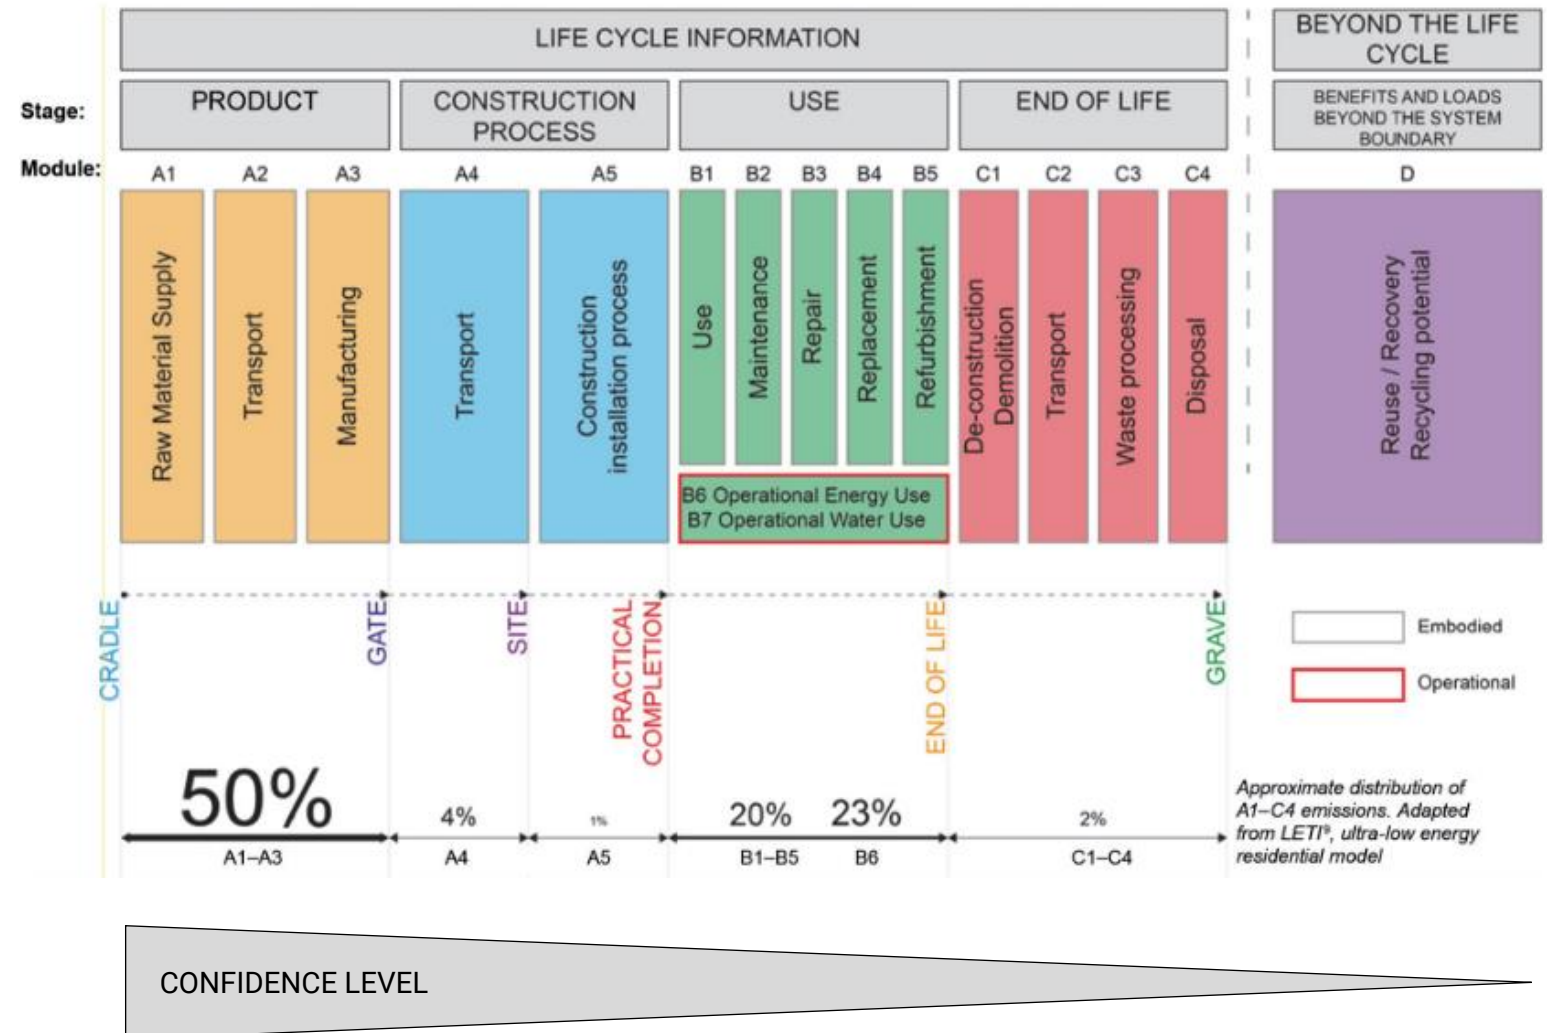 LIFE CYCLE INFORMATION
BEYOND THE LIFE
CYCLE
Stage:
PRODUCT
CONSTRUCTION
PROCESS
USE
END OF LIFE
BENEFITS AND LOADS
BEYOND THE SYSTEM
BOUNDARY
Module:
A1
A2
A3
A4
A5
B1
B2
B3
B4
B5
C1
C2
C3
C4
D
Raw Material Supply
Transport
Manufacturing
Transport
Construction
installation process
Use
Maintenance
Repair
Replacement
Refurbishment
De-construction
Demolition
Transport
Waste processing
Disposal
Reuse / Recovery
Recycling potential
B6 Operational Energy Use
B7 Operational Water Use
CRADLE
GATE
SITE
PRACTICAL
COMPLETION
END OF LIFE
GRAVE
Embodied
Operational
50%
4%
1%
20%
23%
2%
A1–A3
A4
A5
B1–B5
B6
C1–C4
Approximate distribution of
A1–C4 emissions. Adapted
from LETI⁹, ultra-low energy
residential model
CONFIDENCE LEVEL